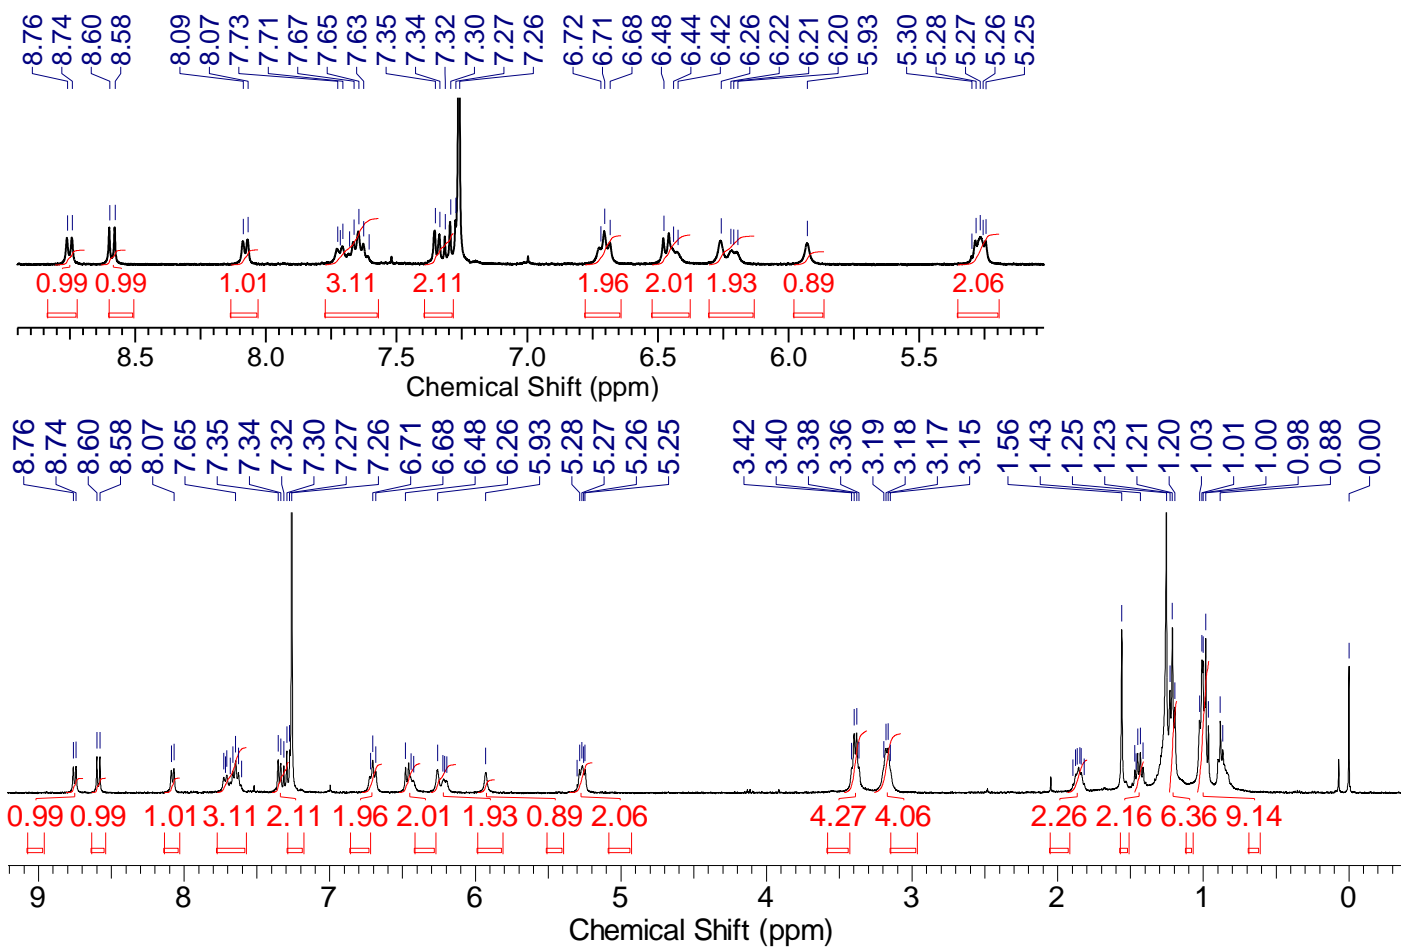 8.76 8.74 8.60 8.58 8.09 8.07 7.73 7.71 7.67 7.65 7.63 7.35 7.34 7.32 7.30 7.27 7.26 6.72 6.71 6.68 6.48 6.44 6.42 6.26 6.22 6.21 6.20 5.93 5.30 5.28 5.27 5.26 5.25
0.99 0.99 1.01 3.11 2.11 1.96 2.01 1.93 0.89 2.06
8.5 8.0 7.5 7.0 6.5 6.0 5.5
Chemical Shift (ppm)
8.76 8.74 8.60 8.58 8.07 7.65 7.35 7.34 7.32 7.30 7.27 7.26 6.71 6.68 6.48 6.26 5.93 5.28 5.27 5.26 5.25 3.42 3.40 3.38 3.36 3.19 3.18 3.17 3.15 1.56 1.43 1.25 1.23 1.21 1.20 1.03 1.01 1.00 0.98 0.88 0.00
0.99 0.99 1.01 3.11 2.11 1.96 2.01 1.93 0.89 2.06 4.27 4.06 2.26 2.16 6.36 9.14
9 8 7 6 5 4 3 2 1 0
Chemical Shift (ppm)